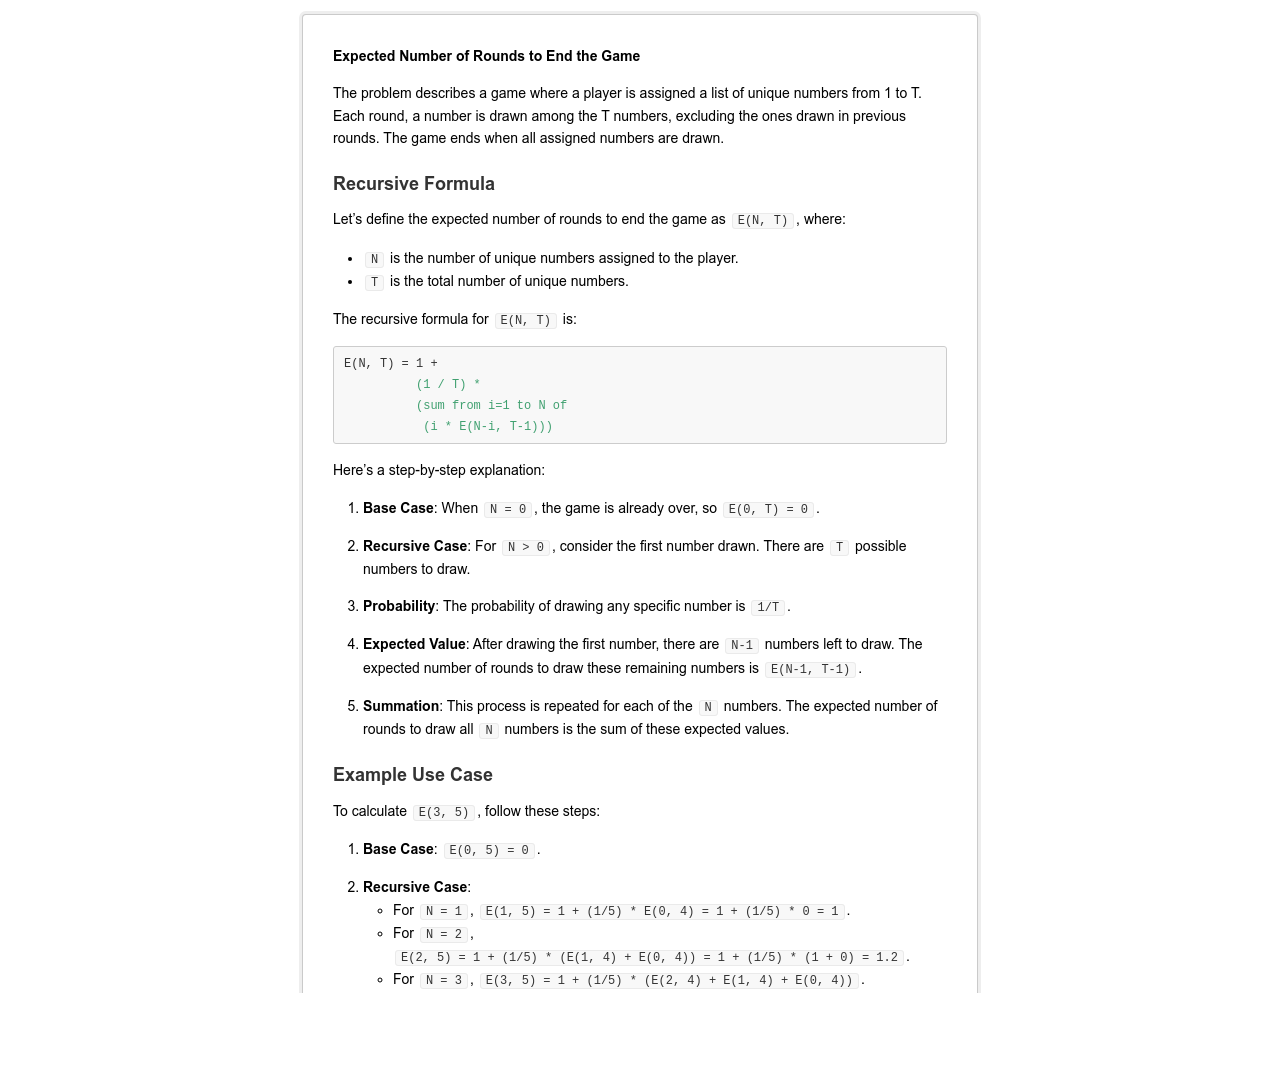 Expected Number of Rounds to End the Game
The problem describes a game where a player is assigned a list of unique numbers from 1 to T.
Each round, a number is drawn among the T numbers, excluding the ones drawn in previous
rounds. The game ends when all assigned numbers are drawn.
Recursive Formula
Let’s define the expected number of rounds to end the game as E(N, T), where:
• N is the number of unique numbers assigned to the player.
• T is the total number of unique numbers.
The recursive formula for E(N, T) is:
E(N, T) = 1 +
(1 / T) *
(sum from i=1 to N of
(i * E(N-i, T-1)))
Here’s a step-by-step explanation:
1. Base Case: When N = 0, the game is already over, so E(0, T) = 0.
2. Recursive Case: For N > 0, consider the first number drawn. There are T possible
numbers to draw.
3. Probability: The probability of drawing any specific number is 1/T.
4. Expected Value: After drawing the first number, there are N-1 numbers left to draw. The
expected number of rounds to draw these remaining numbers is E(N-1, T-1).
5. Summation: This process is repeated for each of the N numbers. The expected number of
rounds to draw all N numbers is the sum of these expected values.
Example Use Case
To calculate E(3, 5), follow these steps:
1. Base Case: E(0, 5) = 0.
2. Recursive Case:
◦ For N = 1, E(1, 5) = 1 + (1/5) * E(0, 4) = 1 + (1/5) * 0 = 1.
◦ For N = 2,
E(2, 5) = 1 + (1/5) * (E(1, 4) + E(0, 4)) = 1 + (1/5) * (1 + 0) = 1.2.
◦ For N = 3, E(3, 5) = 1 + (1/5) * (E(2, 4) + E(1, 4) + E(0, 4)).